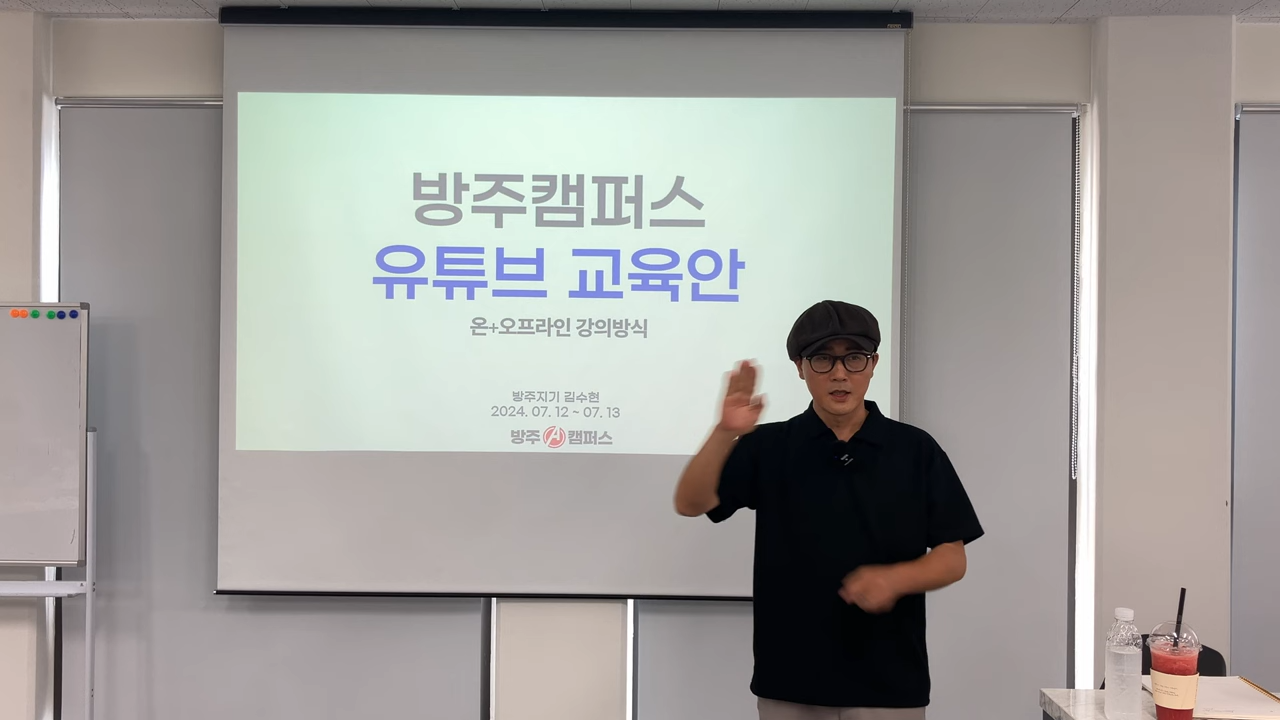 방주캠퍼스
유튜브 교육안
온+오프라인 강의방식
방주지기 김수현
2024. 07. 12 ~ 07. 13
방주 캠퍼스